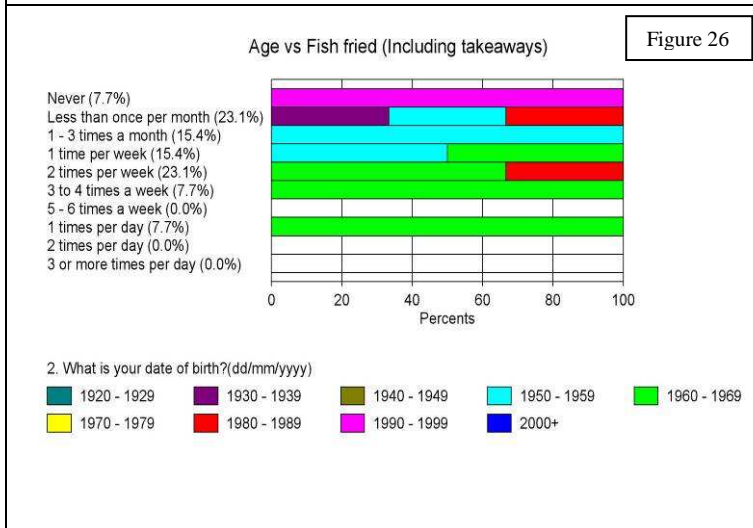 Figure 26
Age vs Fish fried (Including takeaways)
Never (7.7%)
Less than once per month (23.1%)
1 - 3 times a month (15.4%)
1 time per week (15.4%)
2 times per week (23.1%)
3 to 4 times a week (7.7%)
5 - 6 times a week (0.0%)
1 times per day (7.7%)
2 times per day (0.0%)
3 or more times per day (0.0%)
0 20 40 60 80 100
Percents
2. What is your date of birth?(dd/mm/yyyy)
1920 - 1929 1930 - 1939 1940 - 1949 1950 - 1959 1960 - 1969
1970 - 1979 1980 - 1989 1990 - 1999 2000+